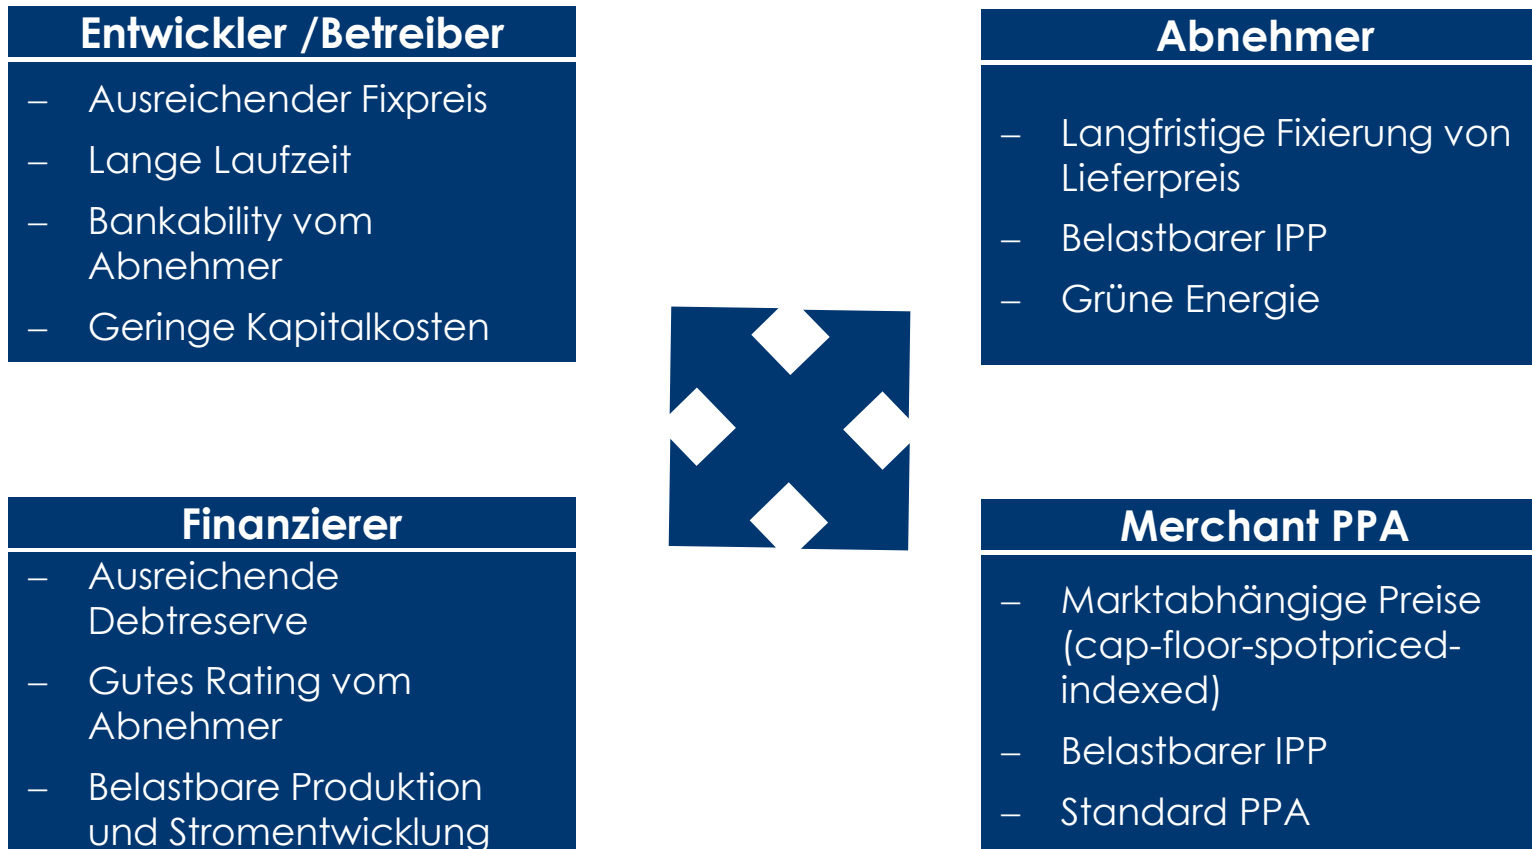 Entwickler /Betreiber
– Ausreichender Fixpreis
– Lange Laufzeit
– Bankability vom
Abnehmer
– Geringe Kapitalkosten
Abnehmer
– Langfristige Fixierung von
Lieferpreis
– Belastbarer IPP
– Grüne Energie
Finanzierer
– Ausreichende
Debtreserve
– Gutes Rating vom
Abnehmer
– Belastbare Produktion
und Stromentwicklung
Merchant PPA
– Marktabhängige Preise
(cap-floor-spotpriced-
indexed)
– Belastbarer IPP
– Standard PPA